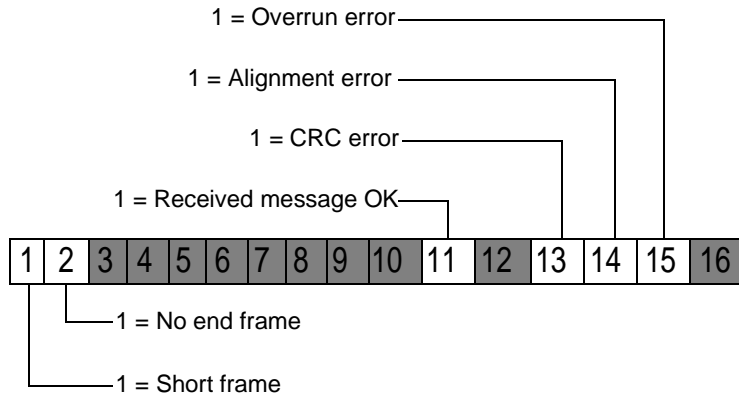 1 = Overrun error
1 = Alignment error
1 = CRC error
1 = Received message OK
1 2 3 4 5 6 7 8 9 10 11 12 13 14 15 16
1 = No end frame
1 = Short frame